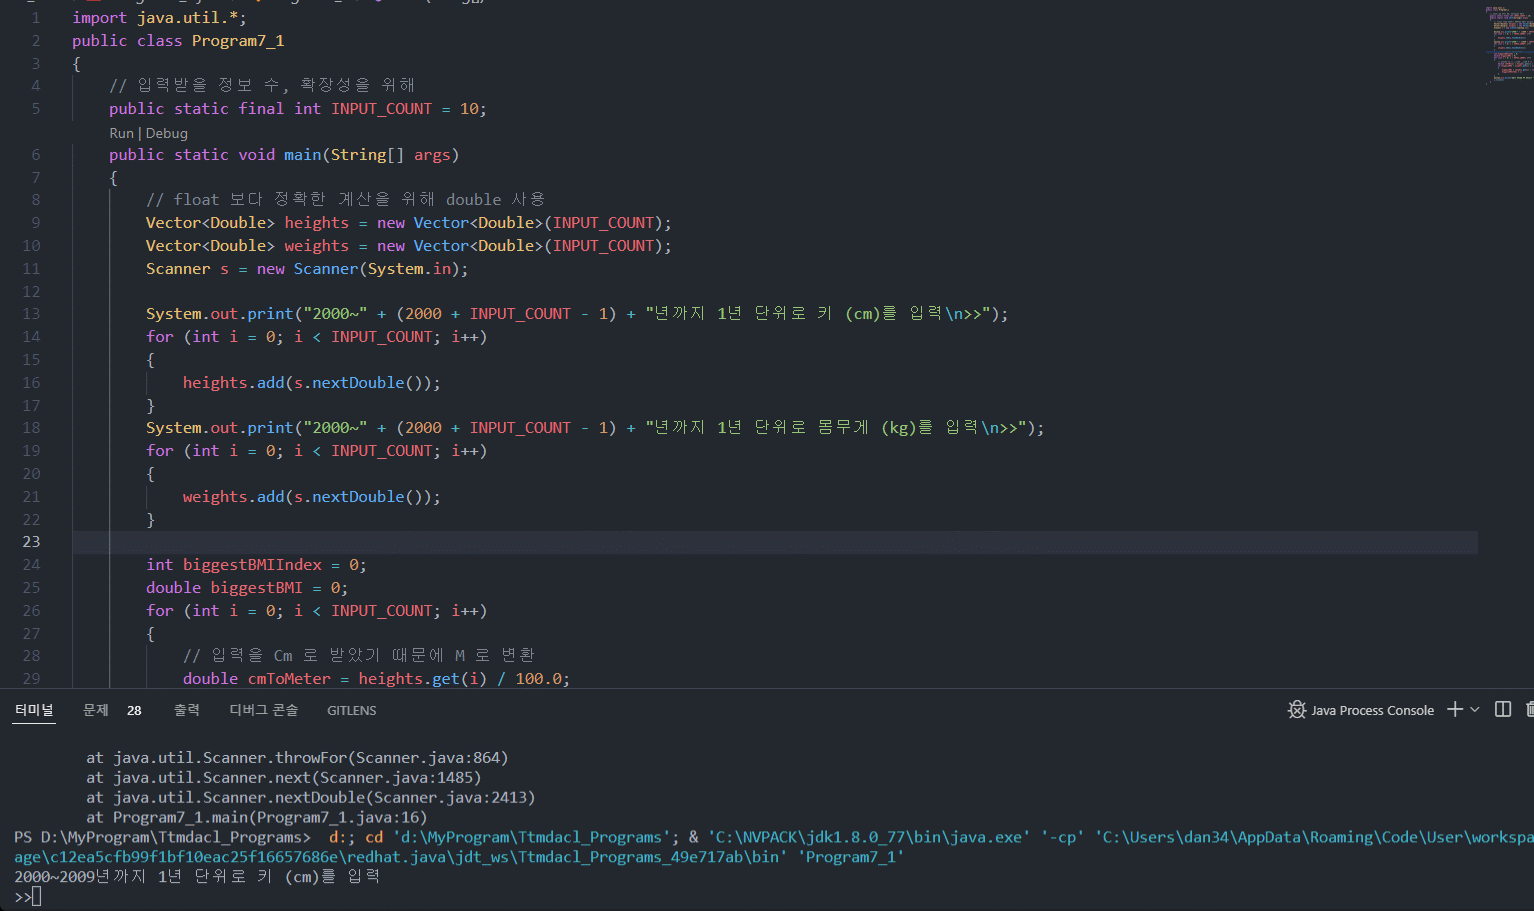 1 import java.util.*;
2 public class Program7_1
3 {
4 // 입력받을 정보 수, 확장성을 위해
5 public static final int INPUT_COUNT = 10;
Run | Debug
6 public static void main(String[] args)
7 {
8 // float 보다 정확한 계산을 위해 double 사용
9 Vector<Double> heights = new Vector<Double>(INPUT_COUNT);
10 Vector<Double> weights = new Vector<Double>(INPUT_COUNT);
11 Scanner s = new Scanner(System.in);
12
13 System.out.print("2000~" + (2000 + INPUT_COUNT - 1) + "년까지 1년 단위로 키 (cm)를 입력\n>>");
14 for (int i = 0; i < INPUT_COUNT; i++)
15 {
16 heights.add(s.nextDouble());
17 }
18 System.out.print("2000~" + (2000 + INPUT_COUNT - 1) + "년까지 1년 단위로 몸무게 (kg)를 입력\n>>");
19 for (int i = 0; i < INPUT_COUNT; i++)
20 {
21 weights.add(s.nextDouble());
22 }
23
24 int biggestBMIIndex = 0;
25 double biggestBMI = 0;
26 for (int i = 0; i < INPUT_COUNT; i++)
27 {
28 // 입력을 Cm 로 받았기 때문에 M 로 변환
29 double cmToMeter = heights.get(i) / 100.0;
터미널 문제 28 출력 디버그 콘솔 GITLENS Java Process Console
at java.util.Scanner.throwFor(Scanner.java:864)
at java.util.Scanner.next(Scanner.java:1485)
at java.util.Scanner.nextDouble(Scanner.java:2413)
at Program7_1.main(Program7_1.java:16)
PS D:\MyProgram\Ttmdacl_Programs> d:; cd 'd:\MyProgram\Ttmdacl_Programs'; & 'C:\NVPACK\jdk1.8.0_77\bin\java.exe' '-cp' 'C:\Users\dan34\AppData\Roaming\Code\User\workspa
age\c12ea5cfb99f1bf10eac25f16657686e\redhat.java\jdt_ws\Ttmdacl_Programs_49e717ab\bin' 'Program7_1'
2000~2009년까지 1년 단위로 키 (cm)를 입력
>>